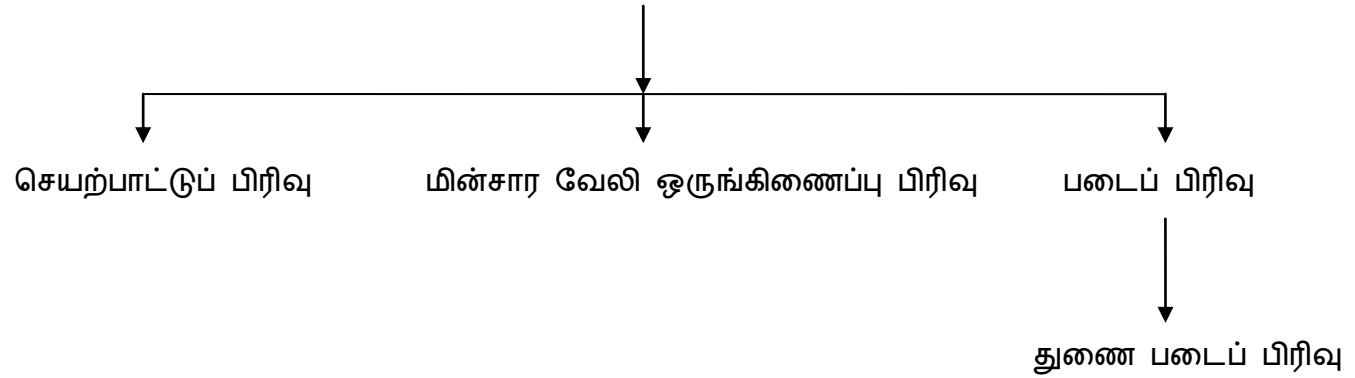 செயற்பாட்டுப் பிரிவு மின்சார வேலி ஒருங்கிணைப்பு பிரிவு படைப் பிரிவு
துணை படைப் பிரிவு